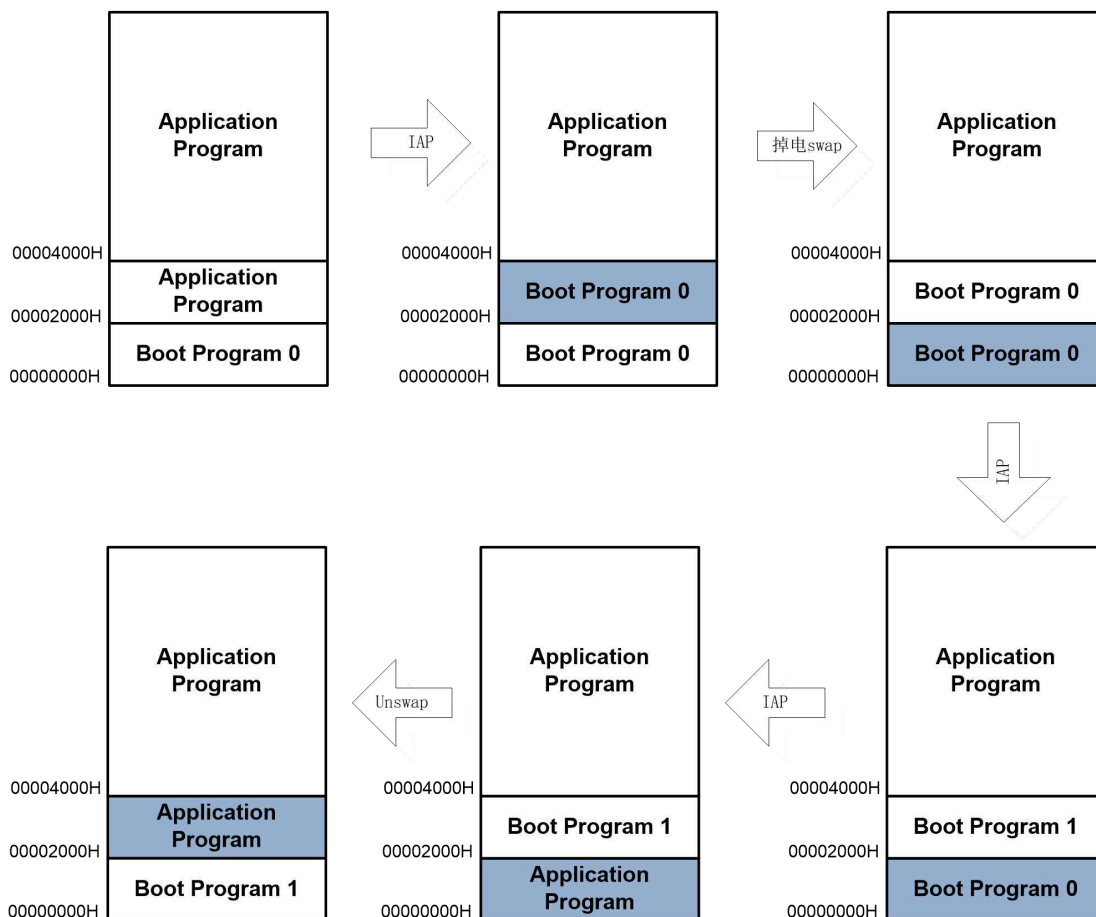 Application
Program
00004000H
Application
Program
00002000H
Boot Program 0
00000000H
IAP
Application
Program
00004000H
Boot Program 0
00002000H
Boot Program 0
00000000H
掉电swap
Application
Program
00004000H
Boot Program 0
00002000H
Boot Program 0
00000000H
IAP
Application
Program
00004000H
Boot Program 1
00002000H
Boot Program 0
00000000H
IAP
Application
Program
00004000H
Boot Program 1
00002000H
Application
Program
00000000H
Unswap
Application
Program
00004000H
Application
Program
00002000H
Boot Program 1
00000000H